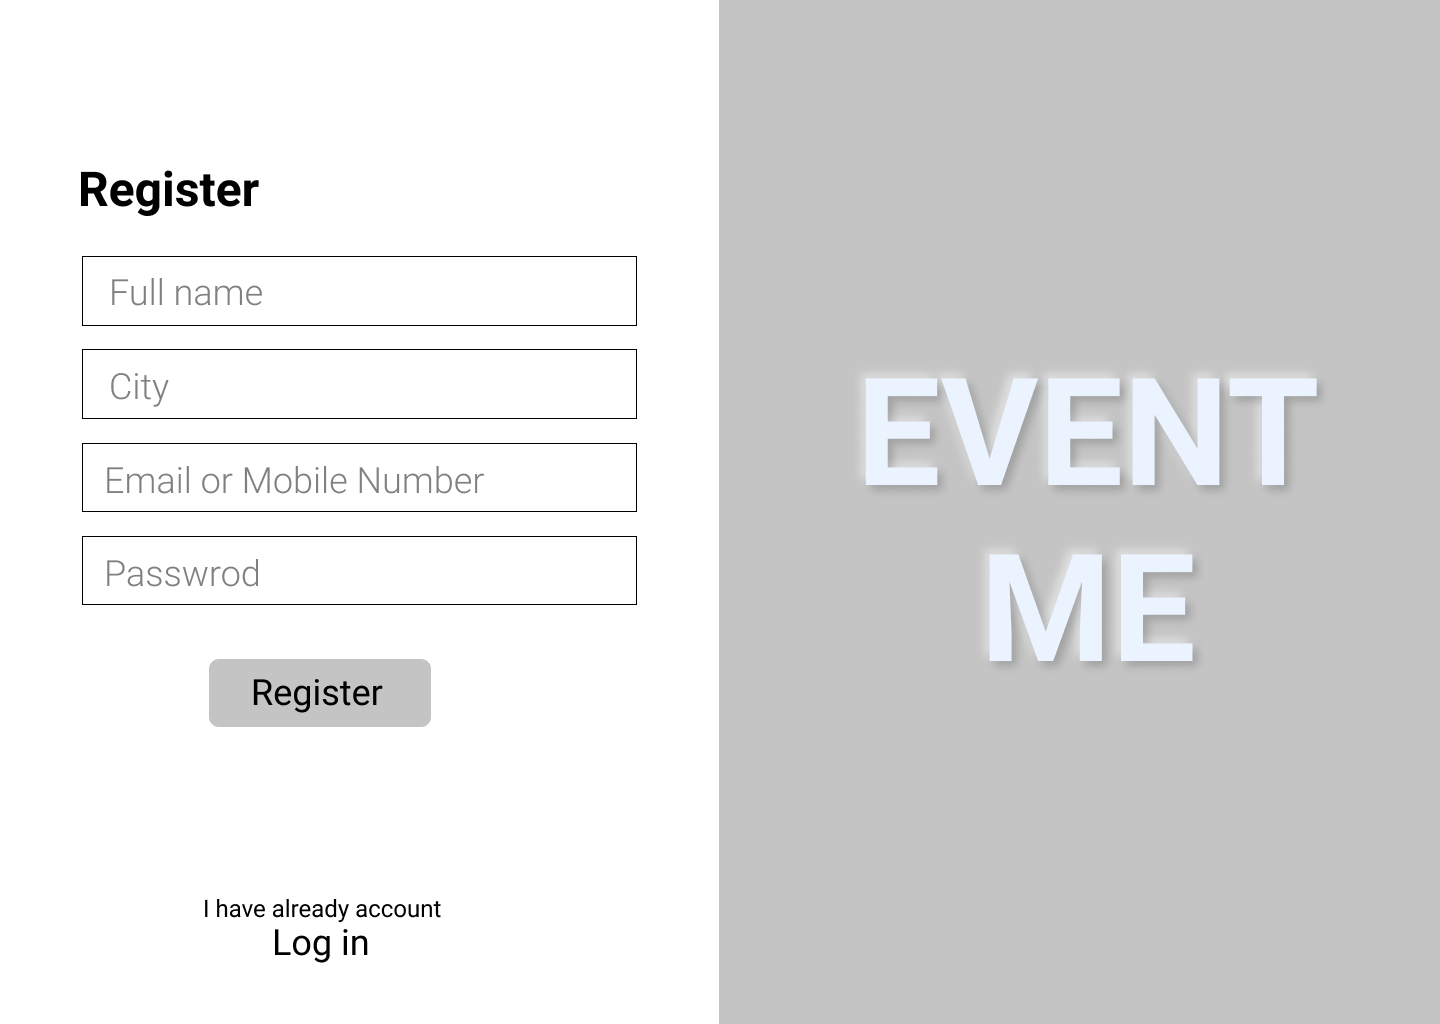 Register
Full name
City
Email or Mobile Number
Passwrod
Register
I have already account
Log in
EVENT
ME